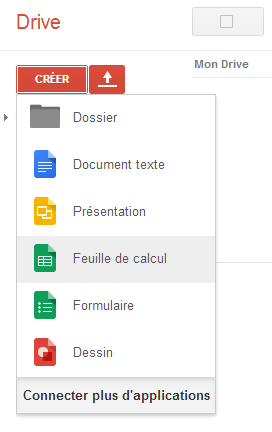 Drive
Mon Drive
CRÉER
Dossier
Document texte
Présentation
Feuille de calcul
Formulaire
Dessin
Connecter plus d'applications